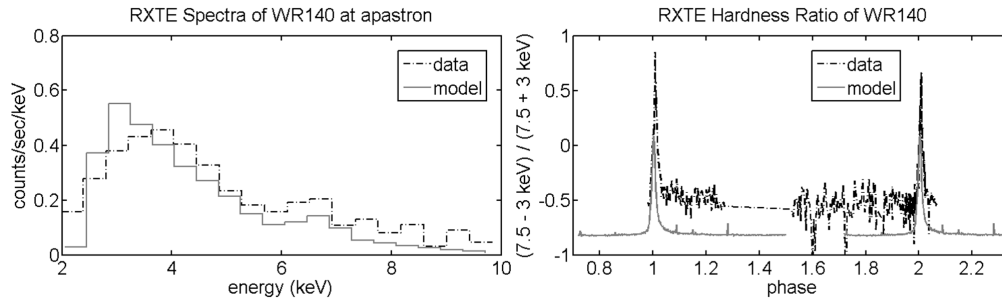 RXTE Spectra of WR140 at apastron
0.8
0.6
0.4
0.2
0
counts/sec/keV
data
model
2 4 6 8 10
energy (keV)
RXTE Hardness Ratio of WR140
(7.5 - 3 keV) / (7.5 + 3 keV)
1
0.5
0
-0.5
-1
data
model
0.8 1 1.2 1.4 1.6 1.8 2 2.2
phase